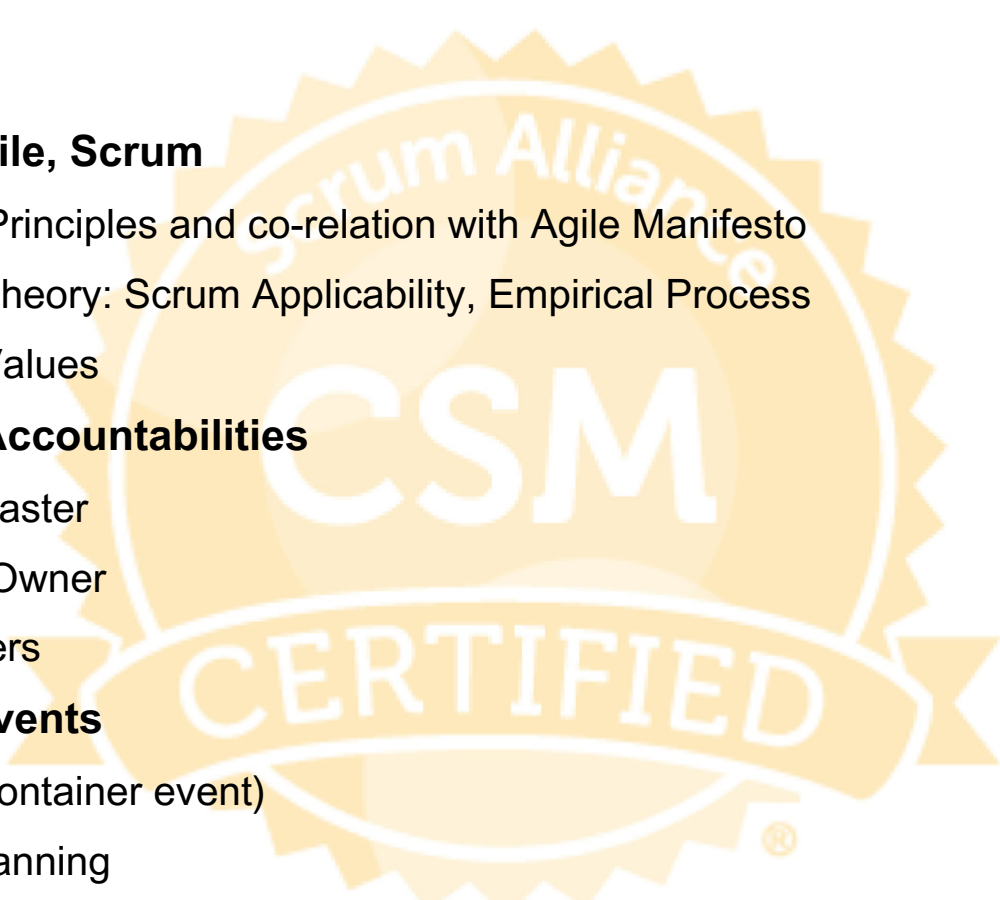 ile, Scrum
Principles and co-relation with Agile Manifesto
heory: Scrum Applicability, Empirical Process
Values
Accountabilities
aster
Owner
ers
vents
ontainer event)
anning
Scrum Alliance
CSM
CERTIFIED
®